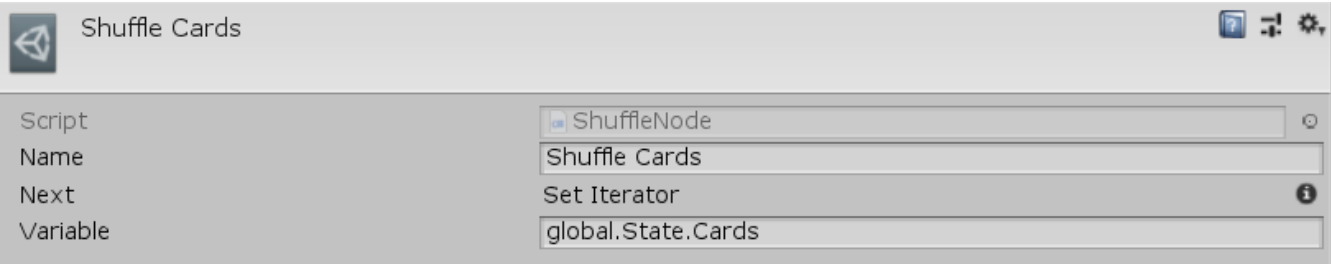 Shuffle Cards
Script ShuffleNode
Name Shuffle Cards
Next Set Iterator
Variable global.State.Cards